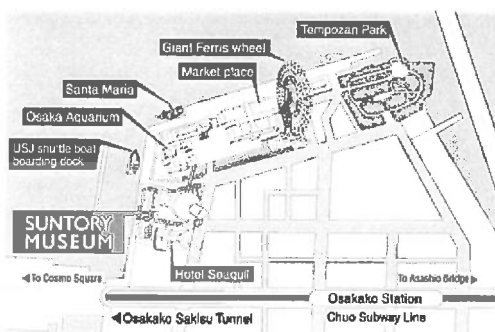 Tempozan Park
Giant Ferris wheel
Market place
Santa Maria
Osaka Aquarium
USJ shuttle boat
boarding dock
SUNTORY
MUSEUM
Hotel Seagull
◀To Cosmo Square
To Asashio Bridge▶
Osakako Station
◀Osakako Sakisu Tunnel
Chuo Subway Line